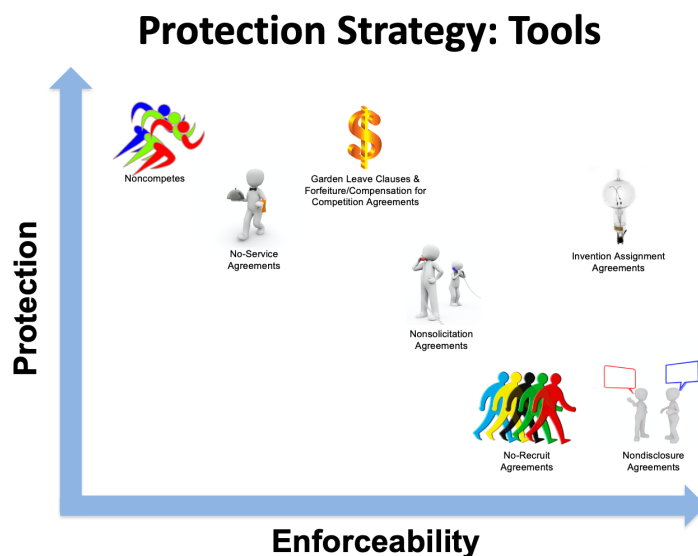 Protection Strategy: Tools
Noncompetes
Garden Leave Clauses &
Forfeiture/Compensation for
Competition Agreements
No-Service
Agreements
Invention Assignment
Agreements
Nonsolicitation
Agreements
No-Recruit
Agreements
Nondisclosure
Agreements
Protection
Enforceability